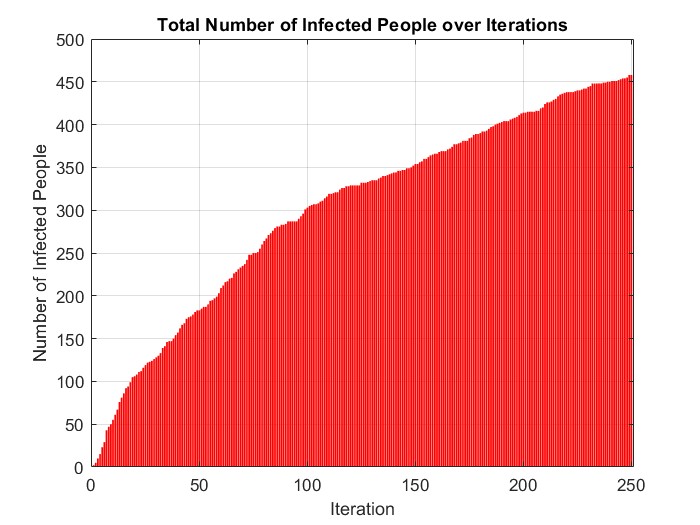 Total Number of Infected People over Iterations
500
450
400
350
300
250
200
150
100
50
0
Number of Infected People
0 50 100 150 200 250
Iteration